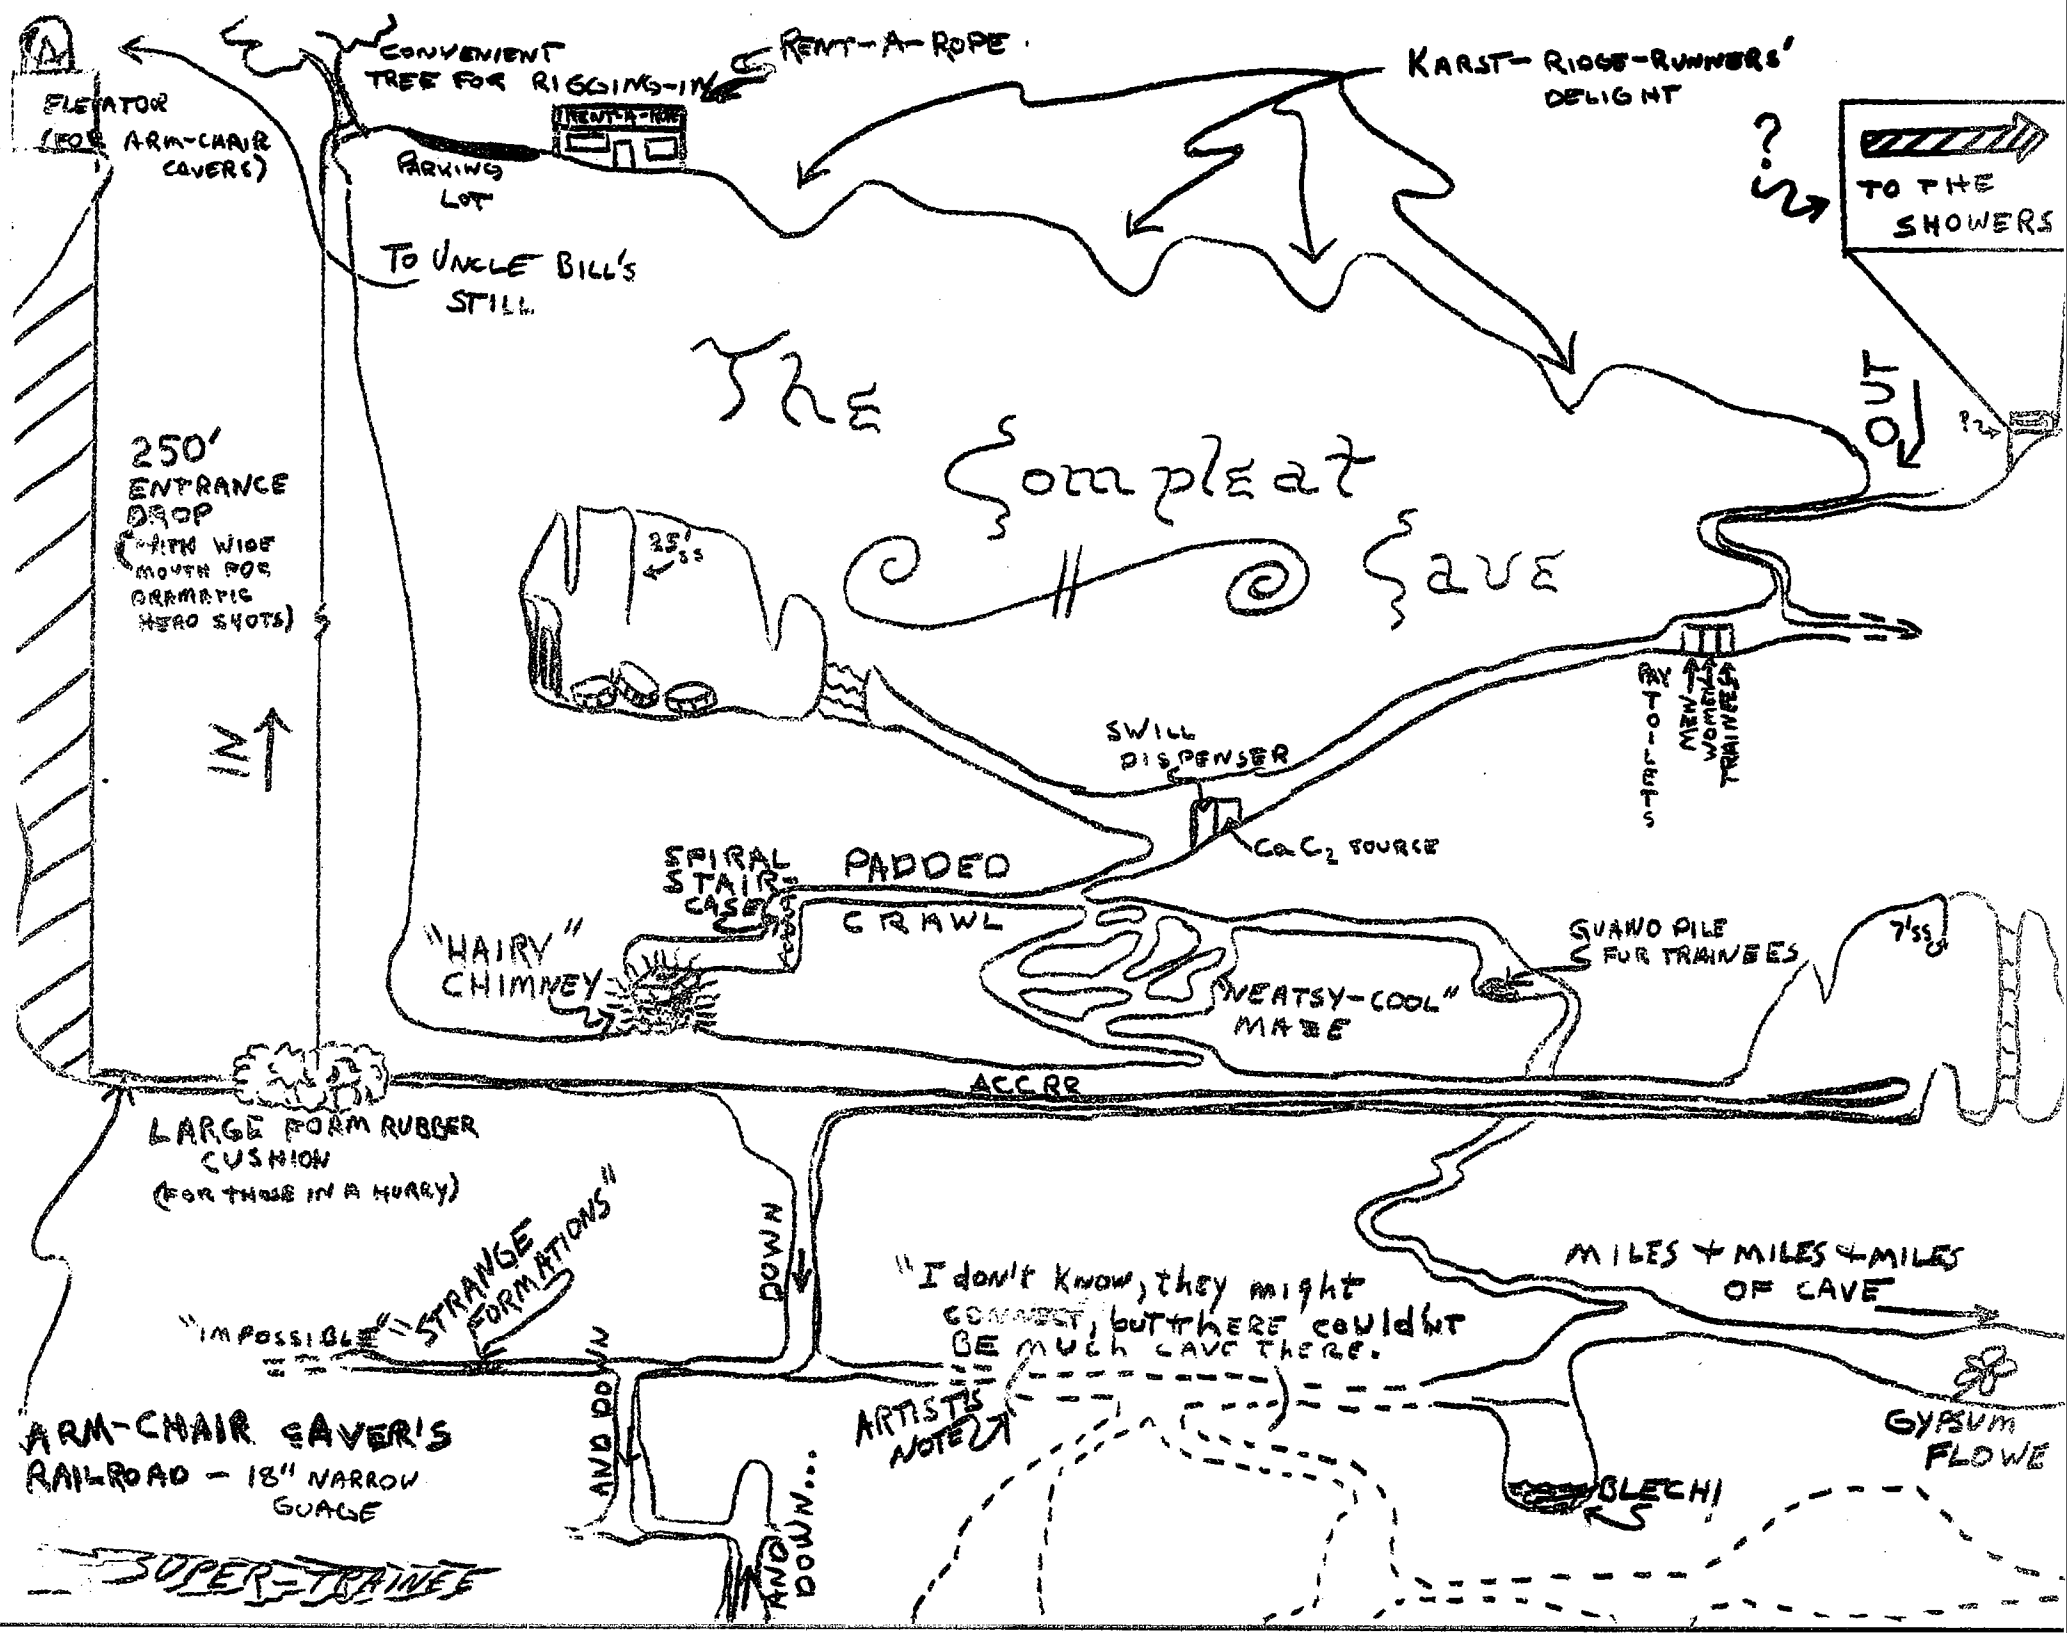 RENT-A-ROPE.
CONVENIENT
TREE FOR RIGGING-IN
KARST-RIDGE-RUNNERS'
DELIGHT
ELEVATOR
(FOR ARM-CHAIR
CAVERS)
RENT-A-ROPE
PARKING
LOT
?
TO THE
SHOWERS
TO UNCLE BILL'S
STILL
The
Compleat
Cave
OUT
250'
ENTRANCE
DROP
(WITH WIDE
MOUTH FOR
DRAMATIC
HERO SHOTS)
25'
SS
IN
PAY
TOILETS
MEN
WOMEN
TRAINEES
SWILL
DISPENSER
CaC2 SOURCE
SPIRAL
STAIR-
CASE
PADDED
CRAWL
"HAIRY"
CHIMNEY
"NEATSY-COOL"
MAZE
GUANO PILE
FUR TRAINEES
7'SS
ACCRR
LARGE FORM RUBBER
CUSHION
(FOR THOSE IN A HURRY)
DOWN
"STRANGE
FORMATIONS"
"IMPOSSIBLE"
"I don't know, they might
connect, but there couldn't
be much cave there.
ARTISTS
NOTE
MILES + MILES + MILES
OF CAVE
GYPSUM
FLOWE
BLECH!
AND DOWN
AND
DOWN...
ARM-CHAIR CAVER'S
RAILROAD - 18" NARROW
GUAGE
SUPER-TRAINEE